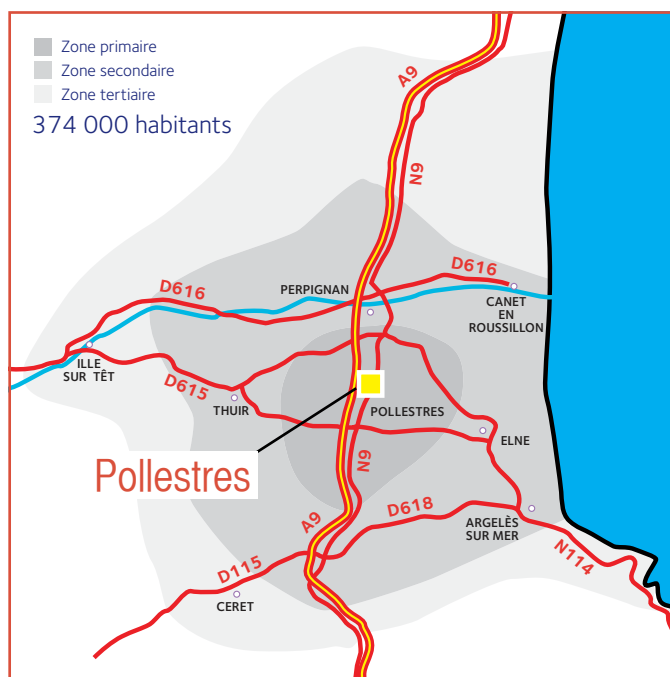 Zone primaire
Zone secondaire
Zone tertiaire
374 000 habitants
A9
N9
D616
D616
PERPIGNAN
CANET
EN
ROUSSILLON
ILLE
SUR TÊT
D615
THUIR
POLLESTRES
ELNE
Pollestres
N9
A9
D618
ARGELÈS
SUR MER
N114
D115
CERET